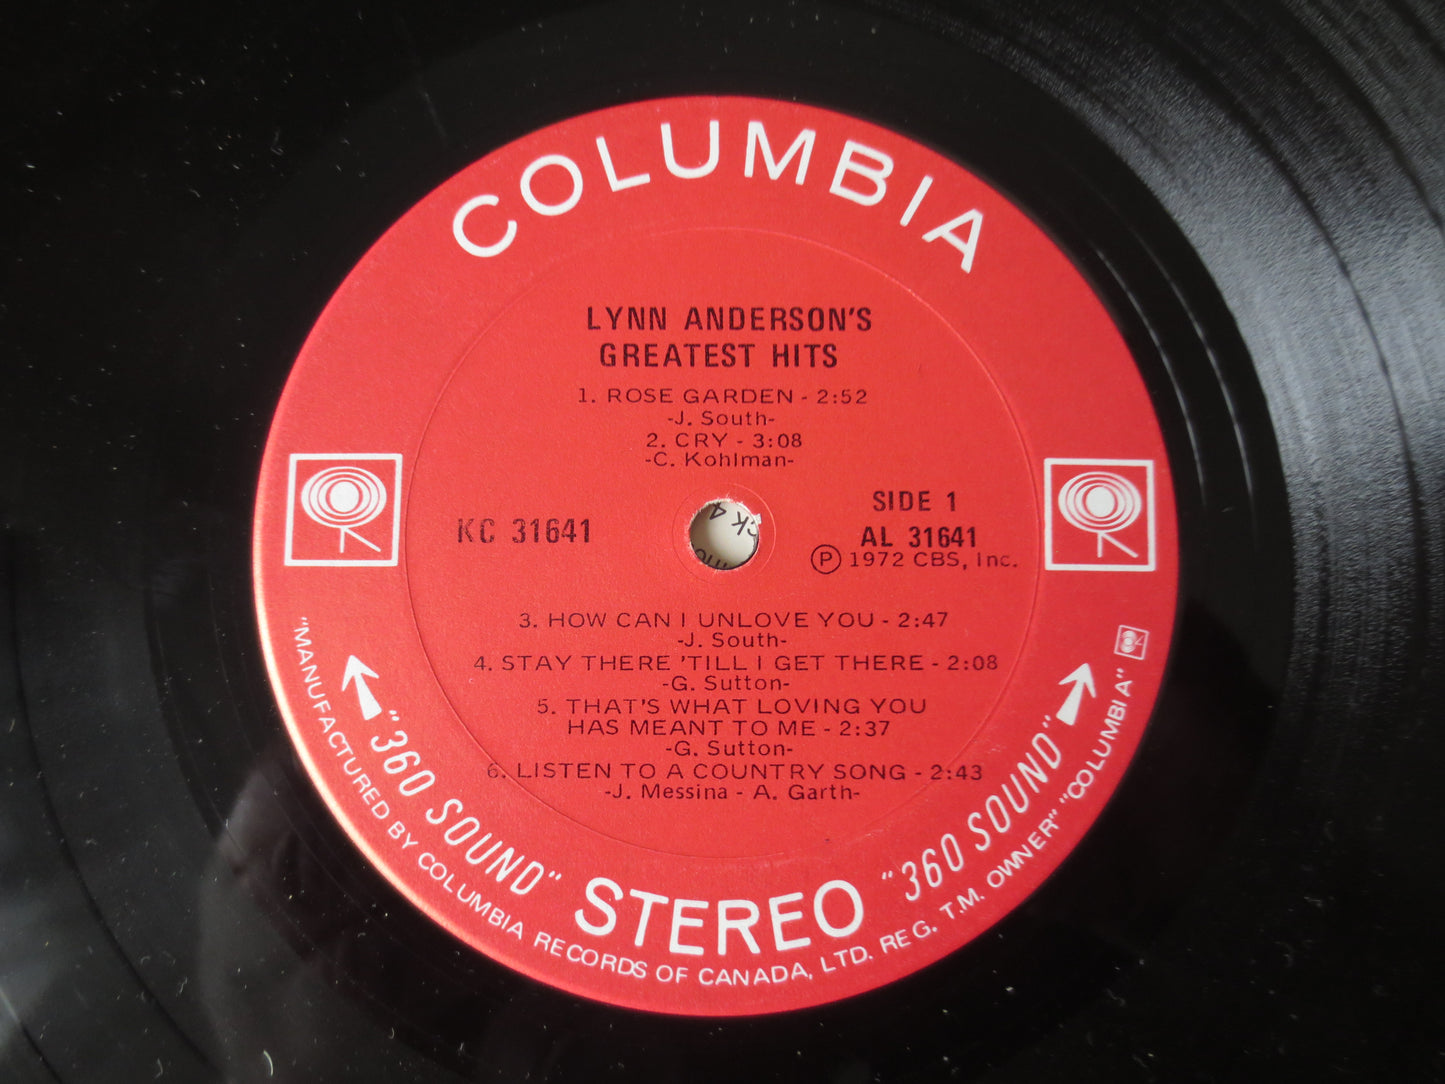 COLUMBIA
LYNN ANDERSON'S
GREATEST HITS
1. ROSE GARDEN - 2:52
-J. South-
2. CRY - 3:08
-C. Kohlman-
KC 31641
SIDE 1
AL 31641
Ⓟ 1972 CBS, Inc.
3. HOW CAN I UNLOVE YOU - 2:47
-J. South-
4. STAY THERE 'TILL I GET THERE - 2:08
-G. Sutton-
5. THAT'S WHAT LOVING YOU
HAS MEANT TO ME - 2:37
-G. Sutton-
6. LISTEN TO A COUNTRY SONG - 2:43
-J. Messina - A. Garth-
"360 SOUND" STEREO "360 SOUND"
"MANUFACTURED BY COLUMBIA RECORDS OF CANADA, LTD. REG. T.M. OWNER" "COLUMBIA"